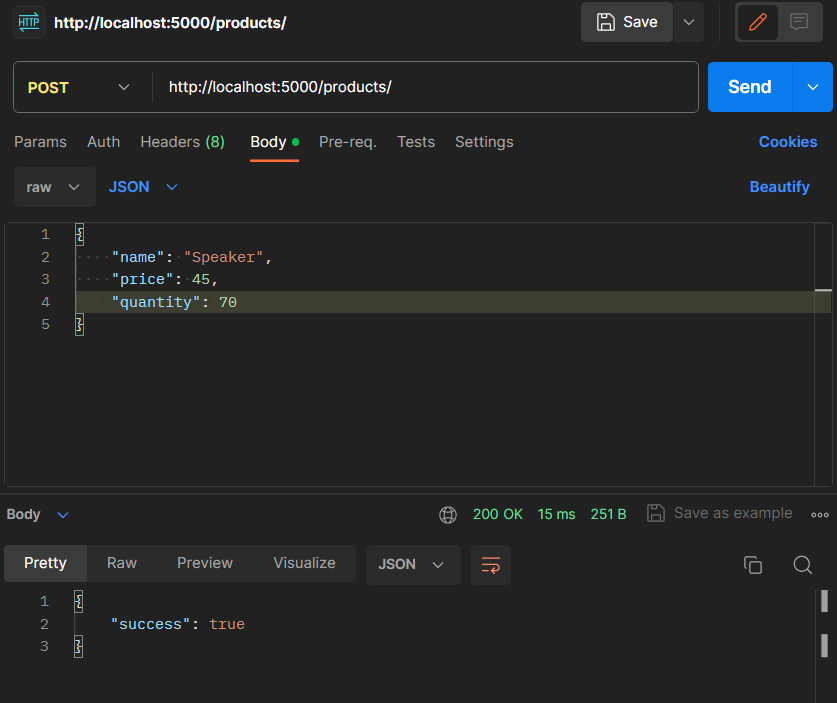 HTTP http://localhost:5000/products/ Save
POST http://localhost:5000/products/ Send
Params Auth Headers (8) Body Pre-req. Tests Settings Cookies
raw JSON Beautify
1 {
2 "name": "Speaker",
3 "price": 45,
4 "quantity": 70
5 }
Body 200 OK 15 ms 251 B Save as example
Pretty Raw Preview Visualize JSON
1 {
2 "success": true
3 }